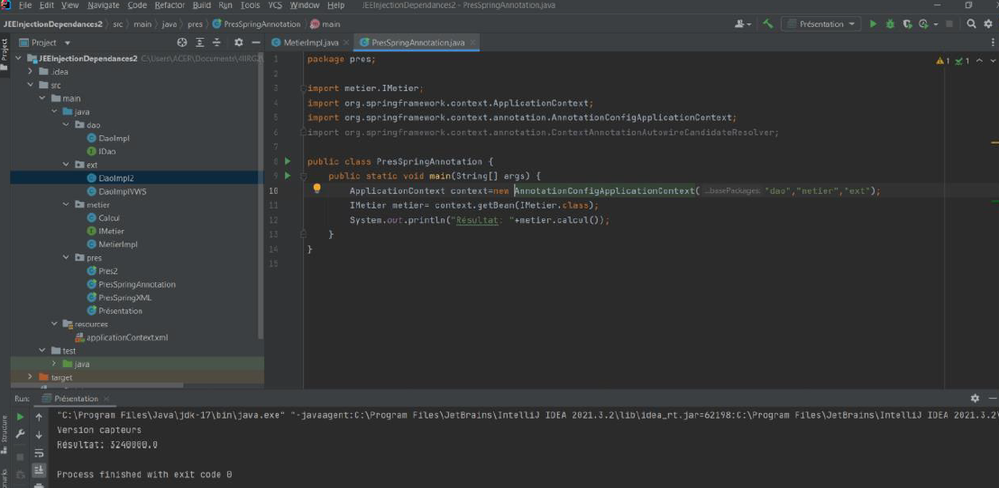 File Edit View Navigate Code Refactor Build Run Tools VCS Window Help JEEInjectionDependances2 - PresSpringAnnotation.java
JEEInjectionDependances2 src main java pres PresSpringAnnotation main
Présentation
Project
MetierImpl.java
PresSpringAnnotation.java
JEEInjectionDependances2 C:\Users\ACER\Documents\4IIRG2
.idea
src
main
java
dao
DaoImpl
IDao
ext
DaoImpl2
DaoImplVWS
metier
Calcul
IMetier
MetierImpl
pres
Pres2
PresSpringAnnotation
PresSpringXML
Présentation
resources
applicationContext.xml
test
java
target
1 package pres;
2
3 import metier.IMetier;
4 import org.springframework.context.ApplicationContext;
5 import org.springframework.context.annotation.AnnotationConfigApplicationContext;
6 import org.springframework.context.annotation.ContextAnnotationAutowireCandidateResolver;
7
8 public class PresSpringAnnotation {
9 public static void main(String[] args) {
10 ApplicationContext context=new AnnotationConfigApplicationContext( ...basePackages: "dao","metier","ext");
11 IMetier metier= context.getBean(IMetier.class);
12 System.out.println("Résultat: "+metier.calcul());
13 }
14 }
15
1 1
Project
Structure
Run: Présentation
"C:\Program Files\Java\jdk-17\bin\java.exe" "-javaagent:C:\Program Files\JetBrains\IntelliJ IDEA 2021.3.2\lib\idea_rt.jar=62198:C:\Program Files\JetBrains\IntelliJ IDEA 2021.3.2\
Version capteurs
Résultat: 3240000.0
Process finished with exit code 0